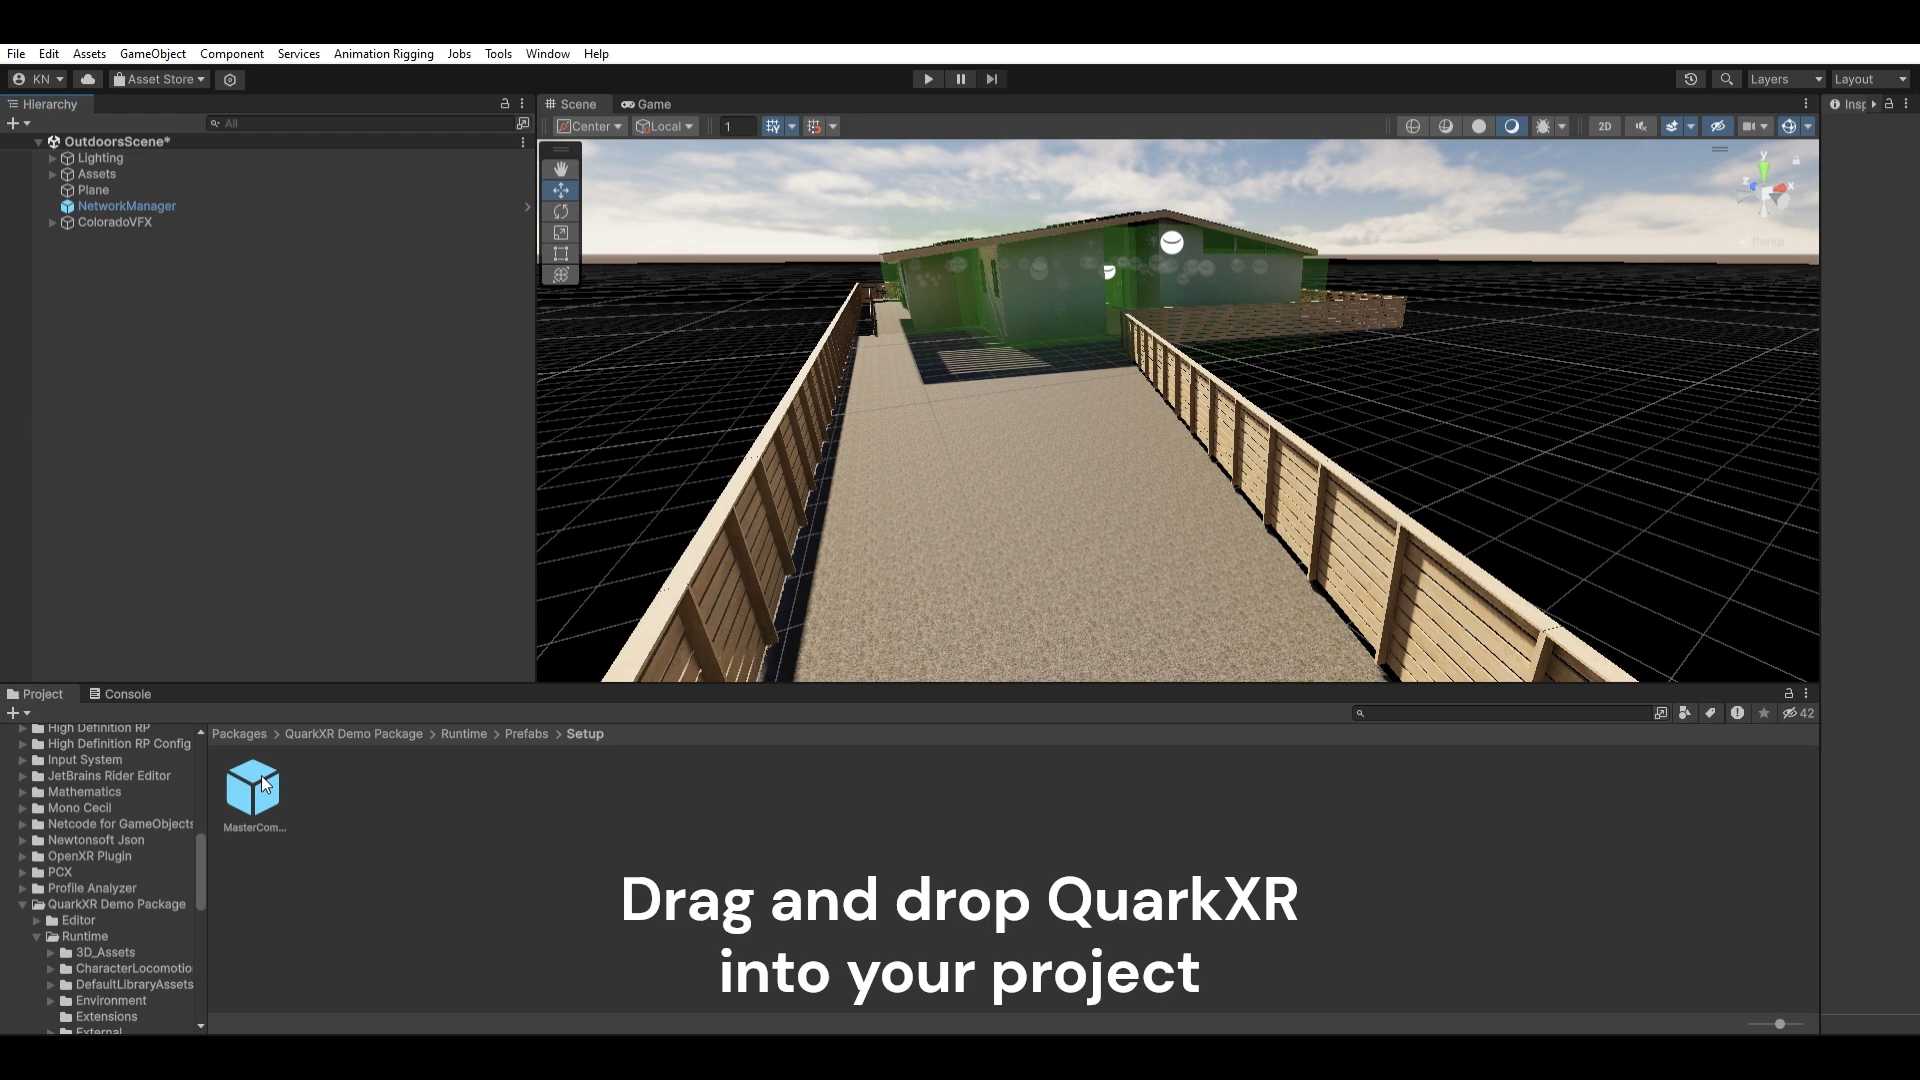 File Edit Assets GameObject Component Services Animation Rigging Jobs Tools Window Help
KN Asset Store Layers Layout
Hierarchy
All
OutdoorsScene*
Lighting
Assets
Plane
NetworkManager
ColoradoVFX
Scene Game
Center Local 1 2D
y
z x
Persp
Insp
Project Console
42
High Definition RP
High Definition RP Config
Input System
JetBrains Rider Editor
Mathematics
Mono Cecil
Netcode for GameObjects
Newtonsoft Json
OpenXR Plugin
PCX
Profile Analyzer
QuarkXR Demo Package
Editor
Runtime
3D_Assets
CharacterLocomotio
DefaultLibraryAssets
Environment
Extensions
External
Packages > QuarkXR Demo Package > Runtime > Prefabs > Setup
MasterCom...
Drag and drop QuarkXR
into your project